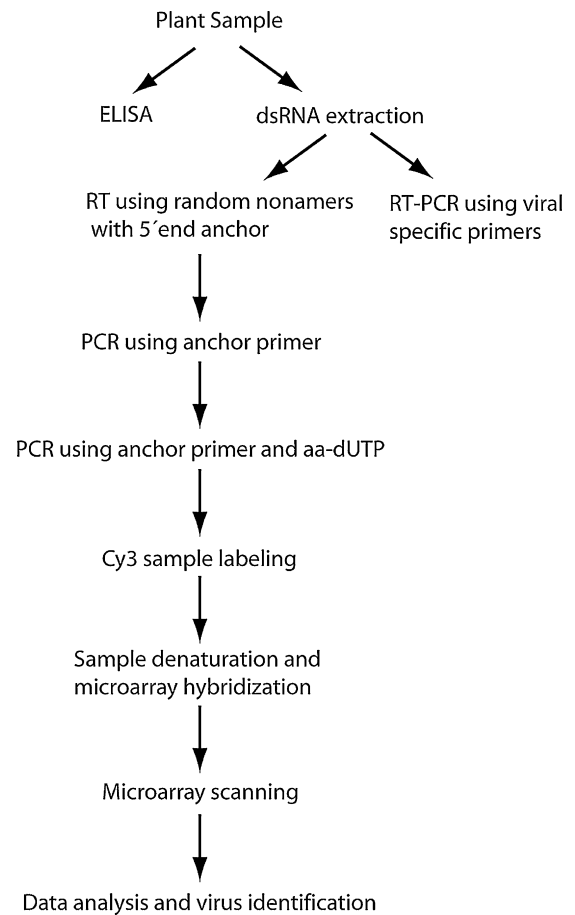 Plant Sample
ELISA
dsRNA extraction
RT using random nonamers
with 5´end anchor
RT-PCR using viral
specific primers
PCR using anchor primer
PCR using anchor primer and aa-dUTP
Cy3 sample labeling
Sample denaturation and
microarray hybridization
Microarray scanning
Data analysis and virus identification